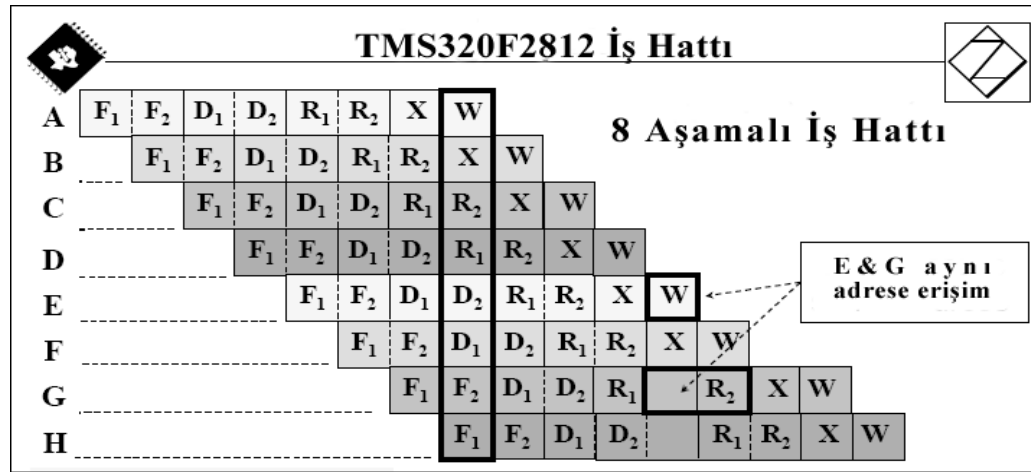 TMS320F2812 İş Hattı
8 Aşamalı İş Hattı
A F₁ F₂ D₁ D₂ R₁ R₂ X W
B F₁ F₂ D₁ D₂ R₁ R₂ X W
C F₁ F₂ D₁ D₂ R₁ R₂ X W
D F₁ F₂ D₁ D₂ R₁ R₂ X W
E F₁ F₂ D₁ D₂ R₁ R₂ X W
F F₁ F₂ D₁ D₂ R₁ R₂ X W
G F₁ F₂ D₁ D₂ R₁ R₂ X W
H F₁ F₂ D₁ D₂ R₁ R₂ X W
E & G aynı
adrese erişim